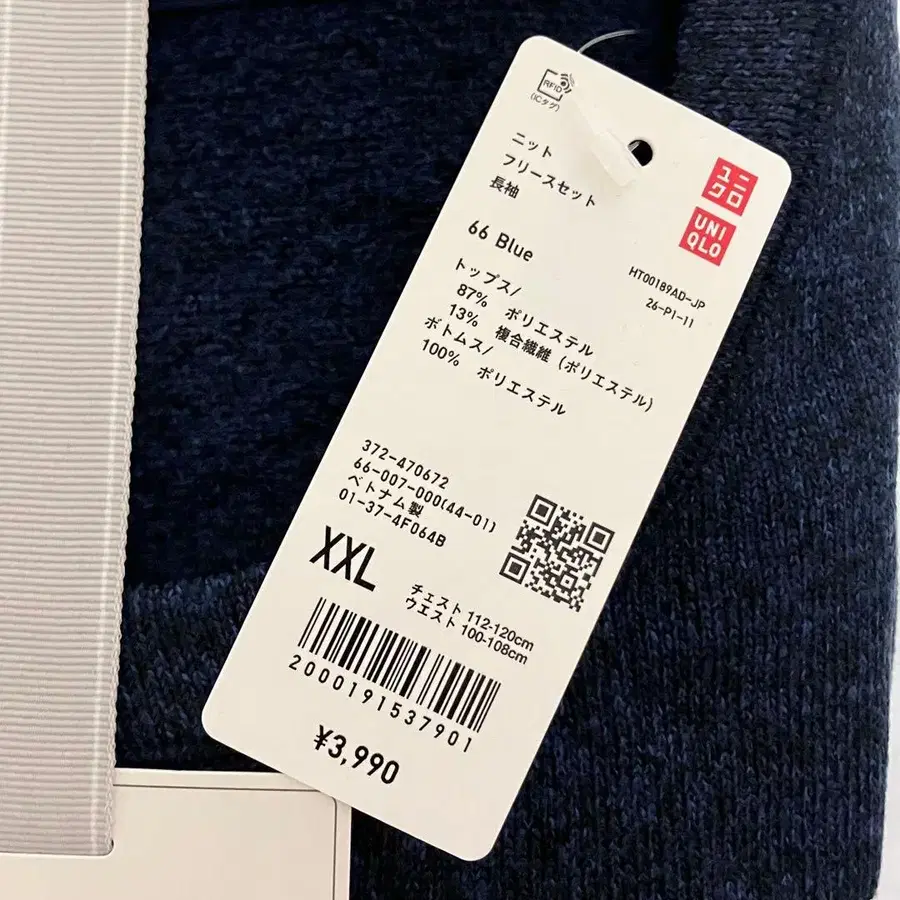 RFID
(ICタグ)
ニット
フリースセット
長袖
ユニ
クロ
UNI
QLO
66 Blue
HT00189AD-JP
26-P1-11
トップス/
87% ポリエステル
13% 複合繊維 (ポリエステル)
ボトムス/
100% ポリエステル
372-470672
66-007-000(44-01)
ベトナム製
01-37-4F064B
XXL
チェスト 112-120cm
ウエスト 100-108cm
2000191537901
¥3,990